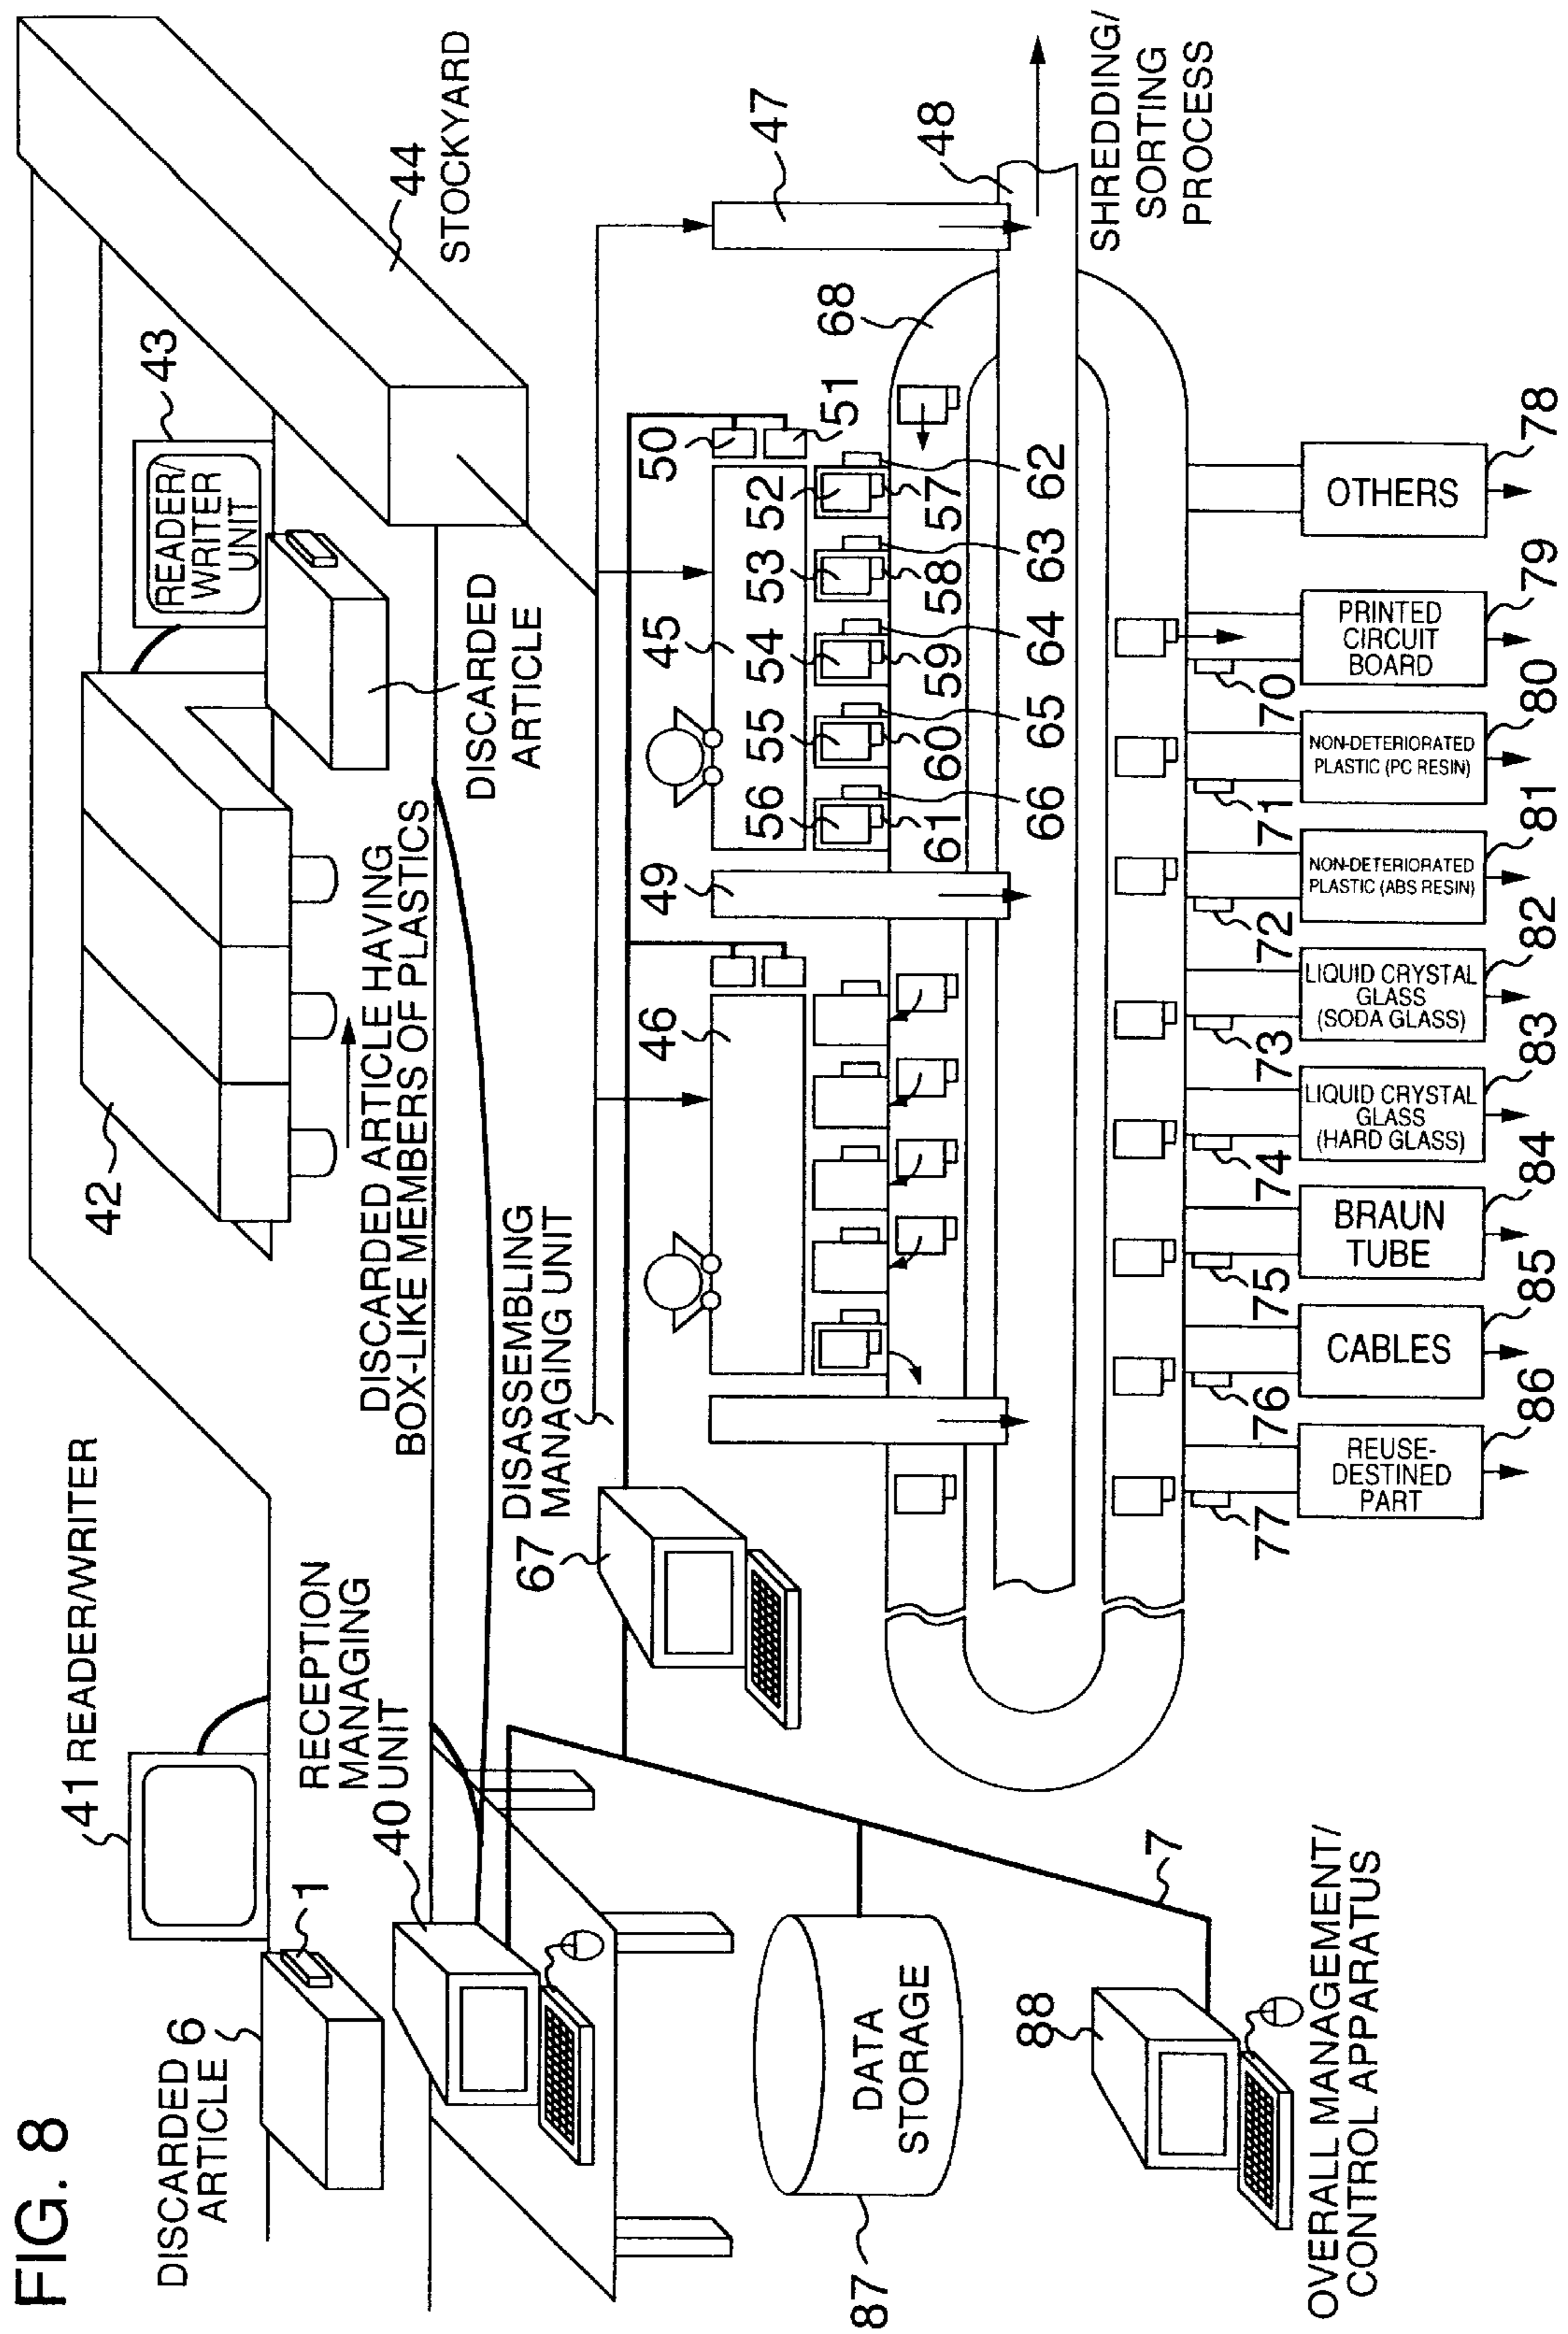 FIG. 8
DISCARDED
ARTICLE 6
1
41 READER/WRITER
RECEPTION
MANAGING
UNIT
40
42
DISCARDED ARTICLE HAVING
BOX-LIKE MEMBERS OF PLASTICS
43
READER/
WRITER
UNIT
DISCARDED
ARTICLE
44
STOCKYARD
DISASSEMBLING
MANAGING UNIT
67
46
49
45
50
51
47
56 55 54 53 52
61 60 59 58 57
66 65 64 63 62
68
48
SHREDDING/
SORTING
PROCESS
77 76 75 74 73 72 71 70
REUSE-
DESTINED
PART
86
CABLES
85
BRAUN
TUBE
84
LIQUID CRYSTAL
GLASS
(HARD GLASS)
83
LIQUID CRYSTAL
GLASS
(SODA GLASS)
82
NON-DETERIORATED
PLASTIC (ABS RESIN)
81
NON-DETERIORATED
PLASTIC (PC RESIN)
80
PRINTED
CIRCUIT
BOARD
79
OTHERS
78
DATA
STORAGE
87
7
88
OVERALL MANAGEMENT/
CONTROL APPARATUS